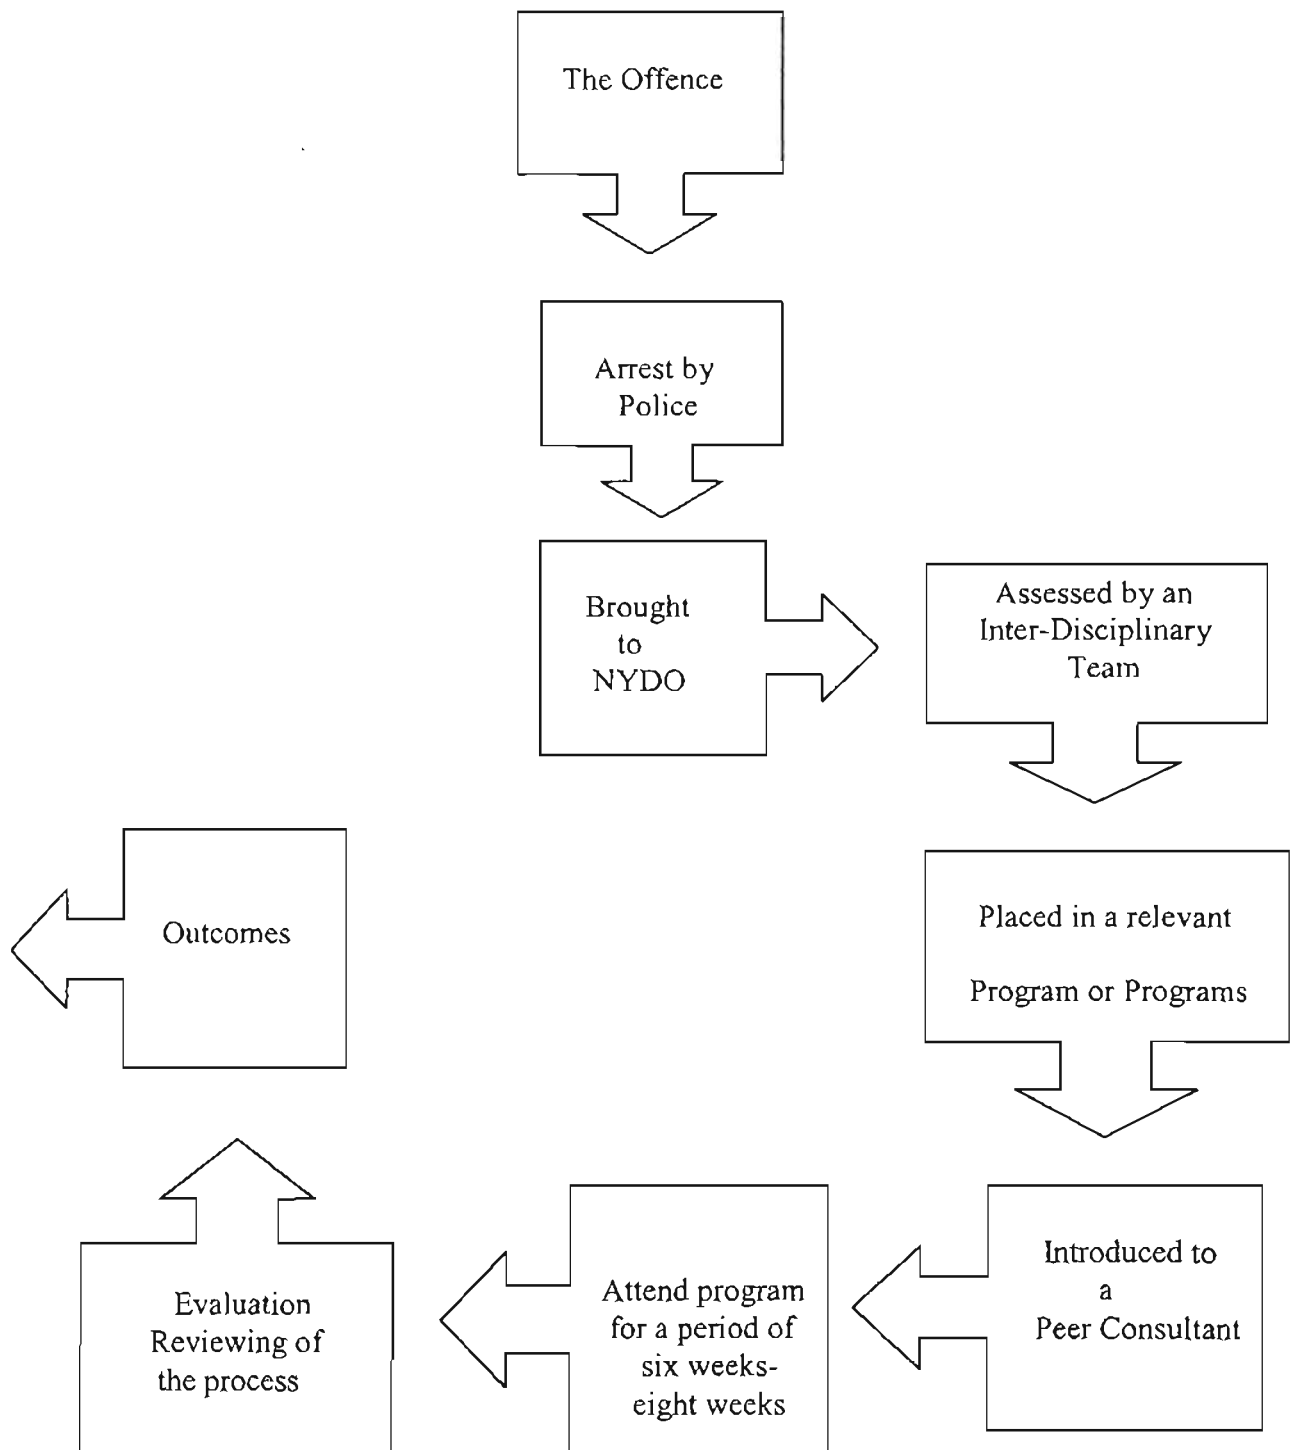 The Offence
Arrest by
Police
Brought
to
NYDO
Assessed by an
Inter-Disciplinary
Team
Placed in a relevant
Program or Programs
Introduced to
a
Peer Consultant
Attend program
for a period of
six weeks-
eight weeks
Evaluation
Reviewing of
the process
Outcomes